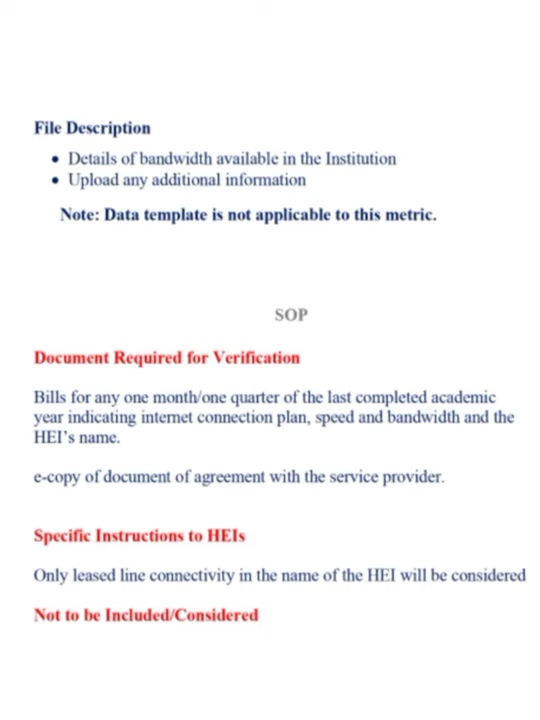 File Description
• Details of bandwidth available in the Institution
• Upload any additional information
Note: Data template is not applicable to this metric.
SOP
Document Required for Verification
Bills for any one month/one quarter of the last completed academic
year indicating internet connection plan, speed and bandwidth and the
HEI's name.
e-copy of document of agreement with the service provider.
Specific Instructions to HEIs
Only leased line connectivity in the name of the HEI will be considered
Not to be Included/Considered